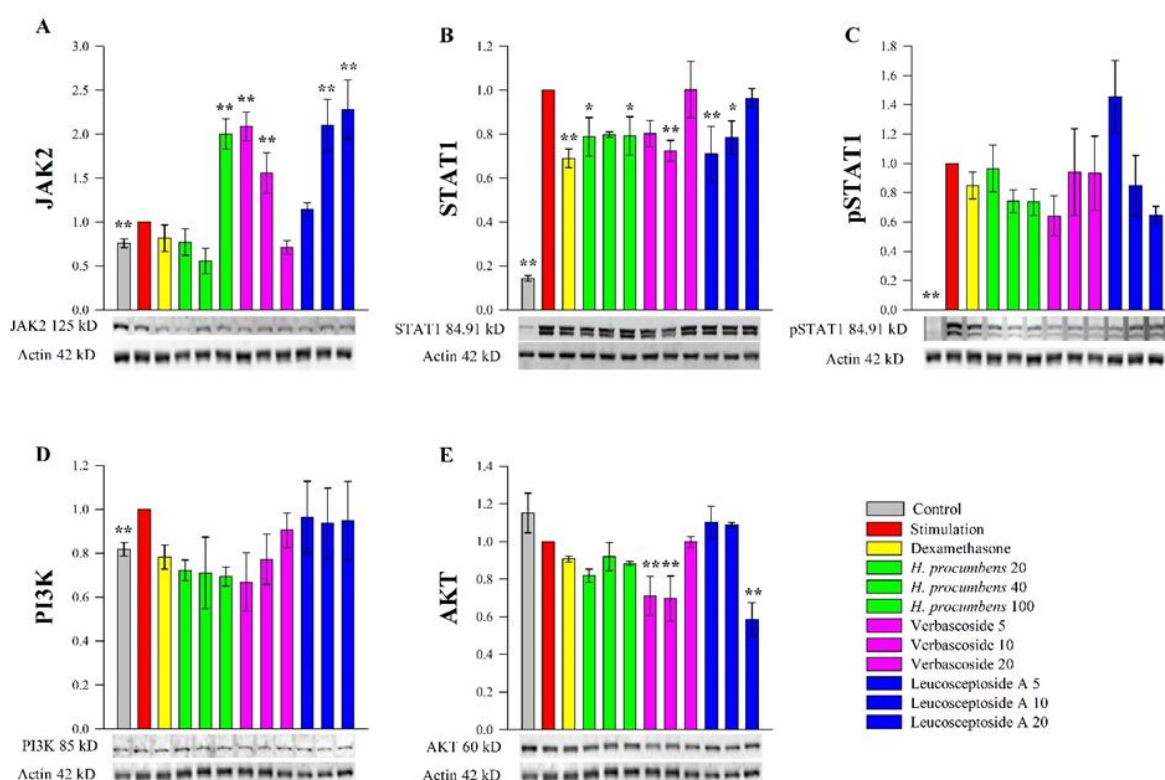 A
JAK2
3.0
2.5
2.0
1.5
1.0
0.5
0.0
**
**
**
**
**
**
JAK2 125 kD
Actin 42 kD
B
STAT1
1.2
1.0
0.8
0.6
0.4
0.2
0.0
**
**
*
*
**
**
*
STAT1 84.91 kD
Actin 42 kD
C
pSTAT1
1.8
1.6
1.4
1.2
1.0
0.8
0.6
0.4
0.2
0.0
**
pSTAT1 84.91 kD
Actin 42 kD
D
PI3K
1.2
1.0
0.8
0.6
0.4
0.2
0.0
**
PI3K 85 kD
Actin 42 kD
E
AKT
1.4
1.2
1.0
0.8
0.6
0.4
0.2
0.0
**
**
**
AKT 60 kD
Actin 42 kD
Control
Stimulation
Dexamethasone
H. procumbens 20
H. procumbens 40
H. procumbens 100
Verbascoside 5
Verbascoside 10
Verbascoside 20
Leucosceptoside A 5
Leucosceptoside A 10
Leucosceptoside A 20